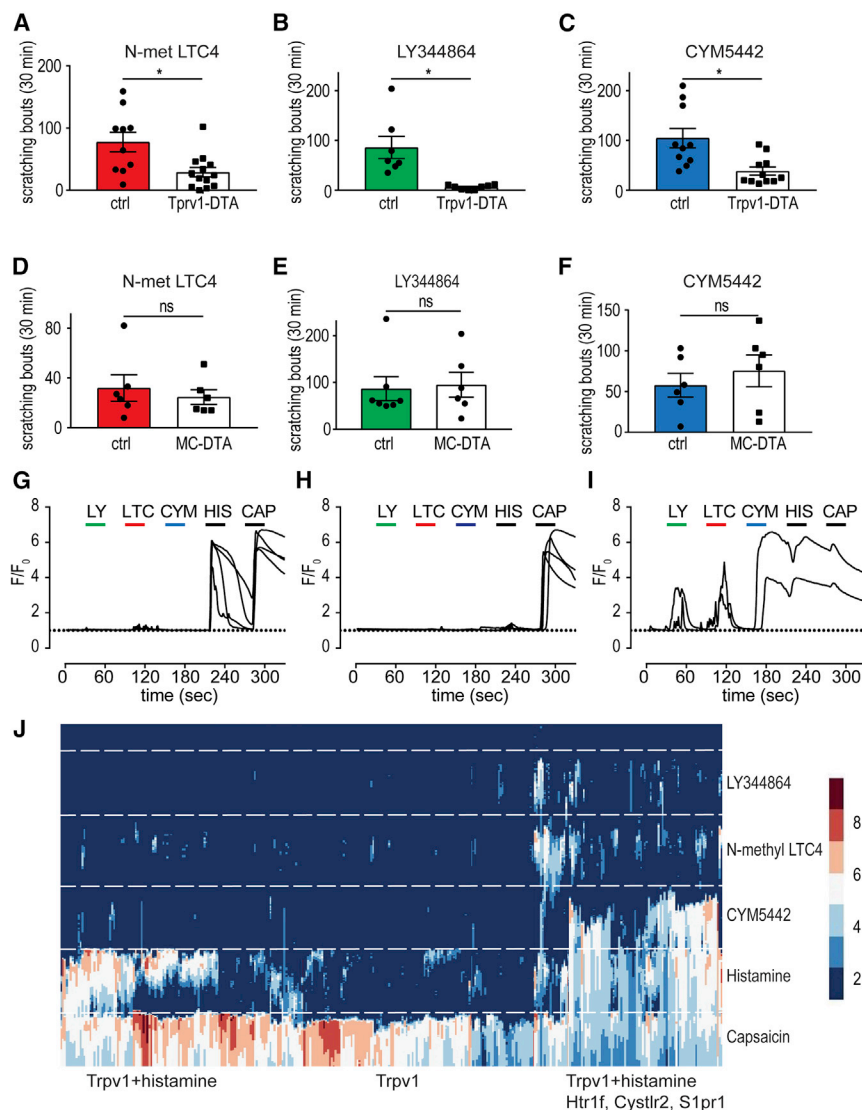 A
N-met LTC4
*
scratching bouts (30 min)
200
100
0
ctrl
Tprv1-DTA
B
LY344864
*
scratching bouts (30 min)
300
200
100
0
ctrl
Trpv1-DTA
C
CYM5442
*
scratching bouts (30 min)
300
200
100
0
ctrl
Trpv1-DTA
D
N-met LTC4
ns
scratching bouts (30 min)
80
40
0
ctrl
MC-DTA
E
LY344864
ns
scratching bouts (30 min)
200
100
0
ctrl
MC-DTA
F
CYM5442
ns
scratching bouts (30 min)
150
100
50
0
ctrl
MC-DTA
G
LY LTC CYM HIS CAP
F/F0
8
6
4
2
0
0 60 120 180 240 300
time (sec)
H
LY LTC CYM HIS CAP
F/F0
8
6
4
2
0
0 60 120 180 240 300
time (sec)
I
LY LTC CYM HIS CAP
F/F0
8
6
4
2
0
0 60 120 180 240 300
time (sec)
J
LY344864
N-methyl LTC4
CYM5442
Histamine
Capsaicin
8
6
4
2
Trpv1+histamine
Trpv1
Trpv1+histamine
Htr1f, Cystlr2, S1pr1